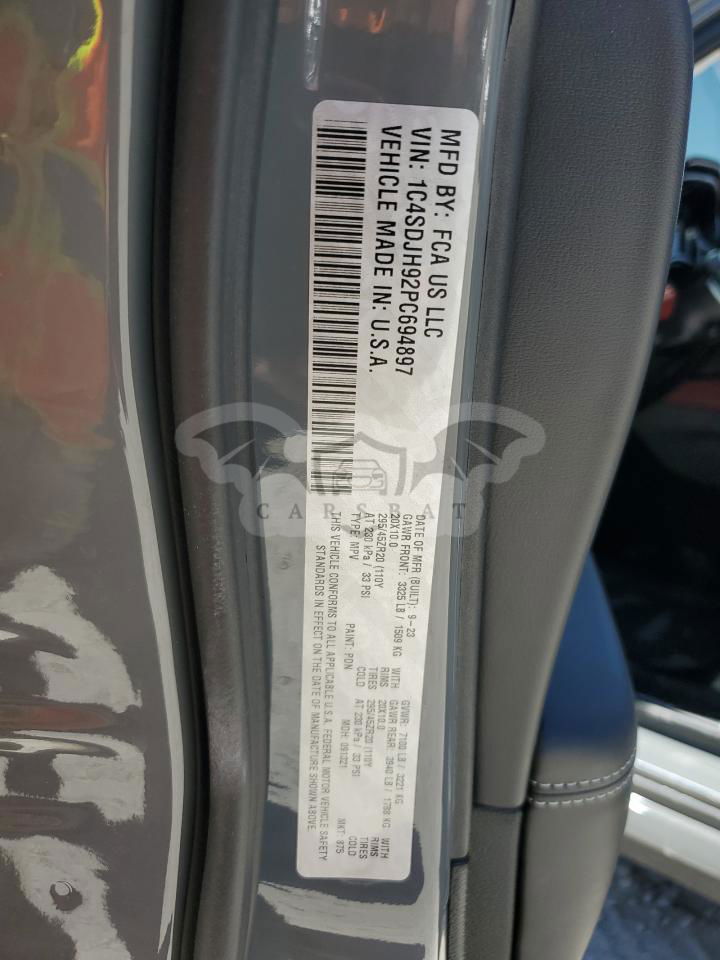 MFD BY: FCA US LLC
VIN: 1C4SDJH92PC694897
VEHICLE MADE IN: U.S.A.
DATE OF MFR (BUILT): 9-23 GVWR: 7100 LB / 3221 KG
GAWR FRONT: 3325 LB / 1509 KG WITH GAWR REAR: 3940 LB / 1788 KG WITH
20X10.0 RIMS 20X10.0 RIMS
295/45ZR20 (110Y TIRES 295/45ZR20 (110Y TIRES
AT 230 kPa / 33 PSI COLD AT 230 kPa / 33 PSI COLD
TYPE: MPV PAINT: PDN MDH: 091321 MKT: 975
THIS VEHICLE CONFORMS TO ALL APPLICABLE U.S.A. FEDERAL MOTOR VEHICLE SAFETY
STANDARDS IN EFFECT ON THE DATE OF MANUFACTURE SHOWN ABOVE.
CARSBAT